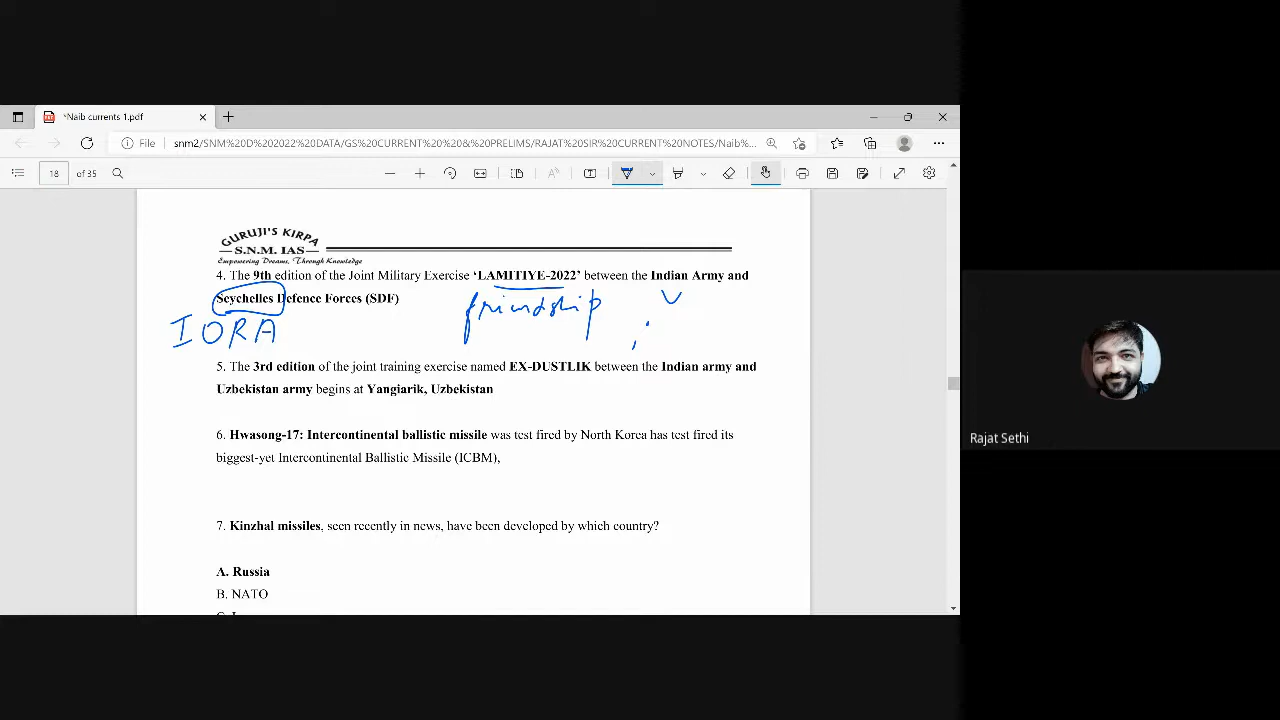 *Naib currents 1.pdf
File snm2/SNM%20D%202022%20DATA/GS%20CURRENT%20%20&%20PRELIMS/RAJAT%20SIR%20CURRENT%20NOTES/Naib%...
18 of 35
GURUJI'S KIRPA
S.N.M. IAS
Empowering Dreams, Through Knowledge
4. The 9th edition of the Joint Military Exercise ‘LAMITIYE-2022’ between the Indian Army and
Seychelles Defence Forces (SDF)
friendship
IORA
5. The 3rd edition of the joint training exercise named EX-DUSTLIK between the Indian army and
Uzbekistan army begins at Yangiarik, Uzbekistan
6. Hwasong-17: Intercontinental ballistic missile was test fired by North Korea has test fired its
biggest-yet Intercontinental Ballistic Missile (ICBM),
7. Kinzhal missiles, seen recently in news, have been developed by which country?
A. Russia
B. NATO
Rajat Sethi